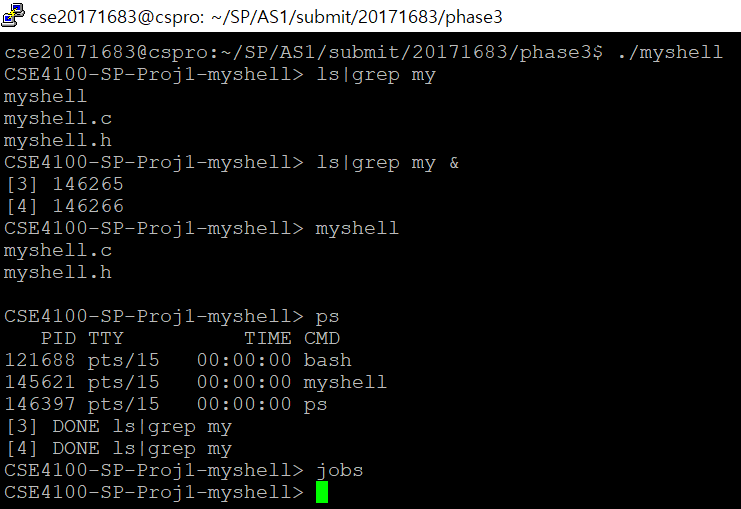 cse20171683@cspro: ~/SP/AS1/submit/20171683/phase3
cse20171683@cspro:~/SP/AS1/submit/20171683/phase3$ ./myshell
CSE4100-SP-Proj1-myshell> ls|grep my
myshell
myshell.c
myshell.h
CSE4100-SP-Proj1-myshell> ls|grep my &
[3] 146265
[4] 146266
CSE4100-SP-Proj1-myshell> myshell
myshell.c
myshell.h
CSE4100-SP-Proj1-myshell> ps
   PID TTY          TIME CMD
121688 pts/15   00:00:00 bash
145621 pts/15   00:00:00 myshell
146397 pts/15   00:00:00 ps
[3] DONE ls|grep my
[4] DONE ls|grep my
CSE4100-SP-Proj1-myshell> jobs
CSE4100-SP-Proj1-myshell>